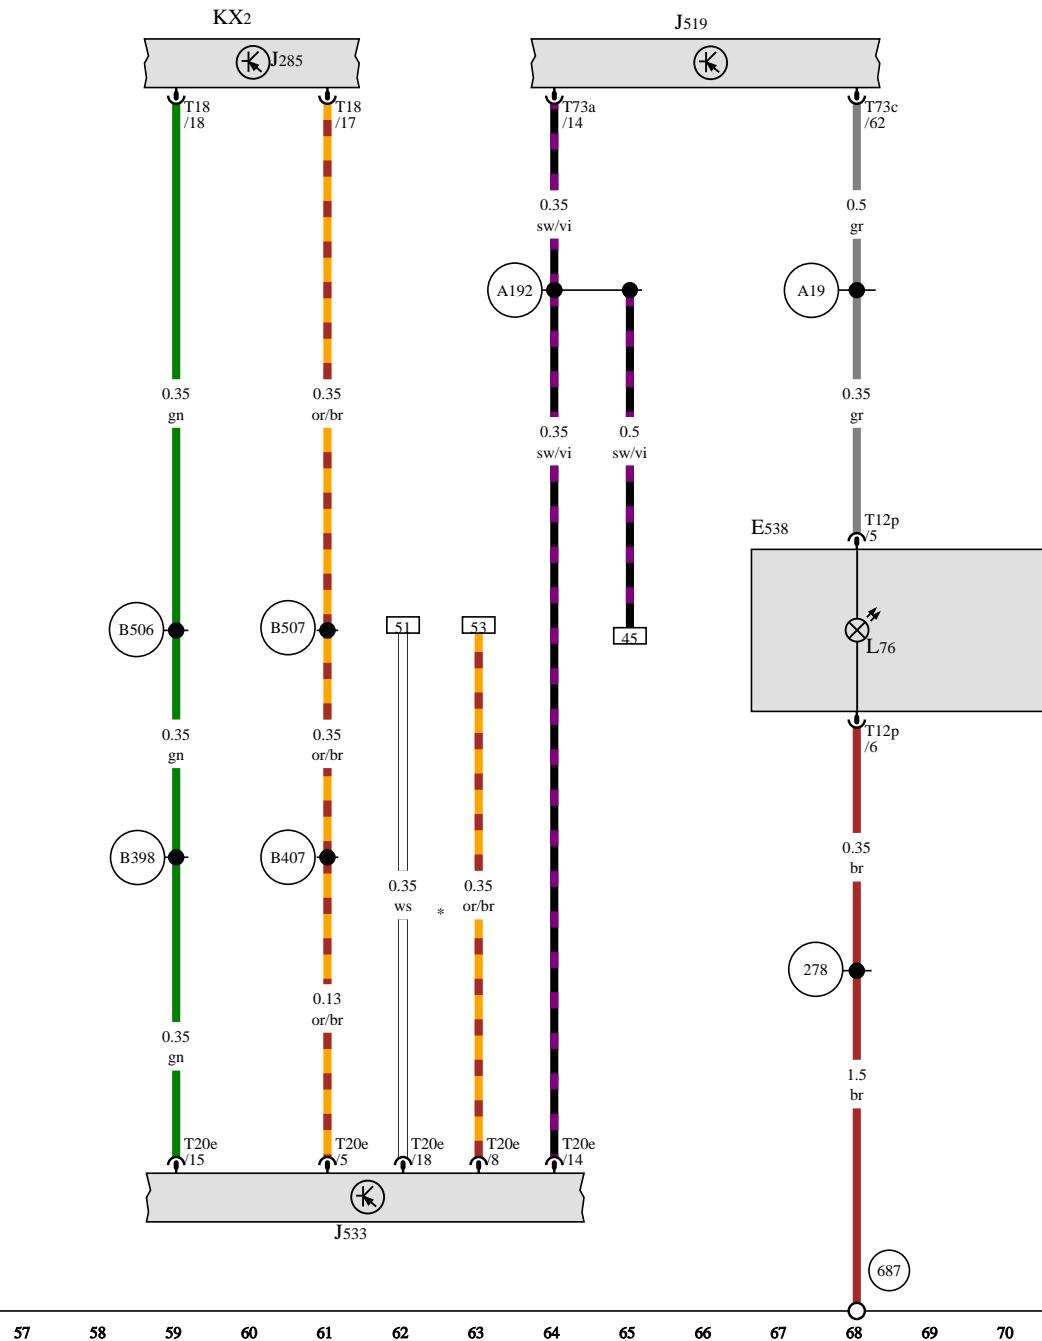 KX2
J519
J285
T18
/18
T18
/17
T73a
/14
T73c
/62
0.35
sw/vi
0.5
gr
A192
A19
0.35
gn
0.35
or/br
0.35
gr
0.35
sw/vi
0.5
sw/vi
T12p
/5
E538
B506
B507
51
53
45
L76
0.35
gn
0.35
or/br
T12p
/6
B398
B407
0.35
br
0.35
ws
*
0.35
or/br
278
0.13
or/br
0.35
gn
1.5
br
T20e
/15
T20e
/5
T20e
/18
T20e
/8
T20e
/14
J533
687
57 58 59 60 61 62 63 64 65 66 67 68 69 70